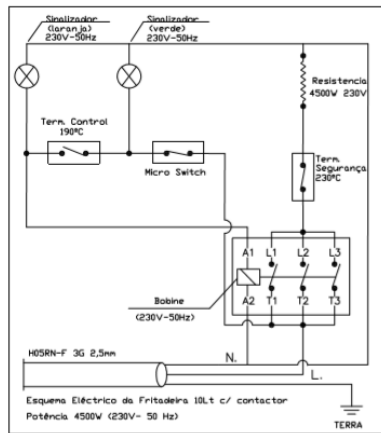 Sinalizador
(laranja)
230V-50Hz
Sinalizador
(verde)
230V-50Hz
Resistencia
4500W 230V
Term. Control
190ºC
Micro Switch
Term.
Segurança
230ºC
A1 L1 L2 L3
A2 T1 T2 T3
Bobine
(230V-50Hz)
H05RN-F 3G 2,5mm
N.
L.
Esquema Eléctrico da Fritadeira 10Lt c/ contactor
Potência 4500W (230V- 50 Hz)
TERRA